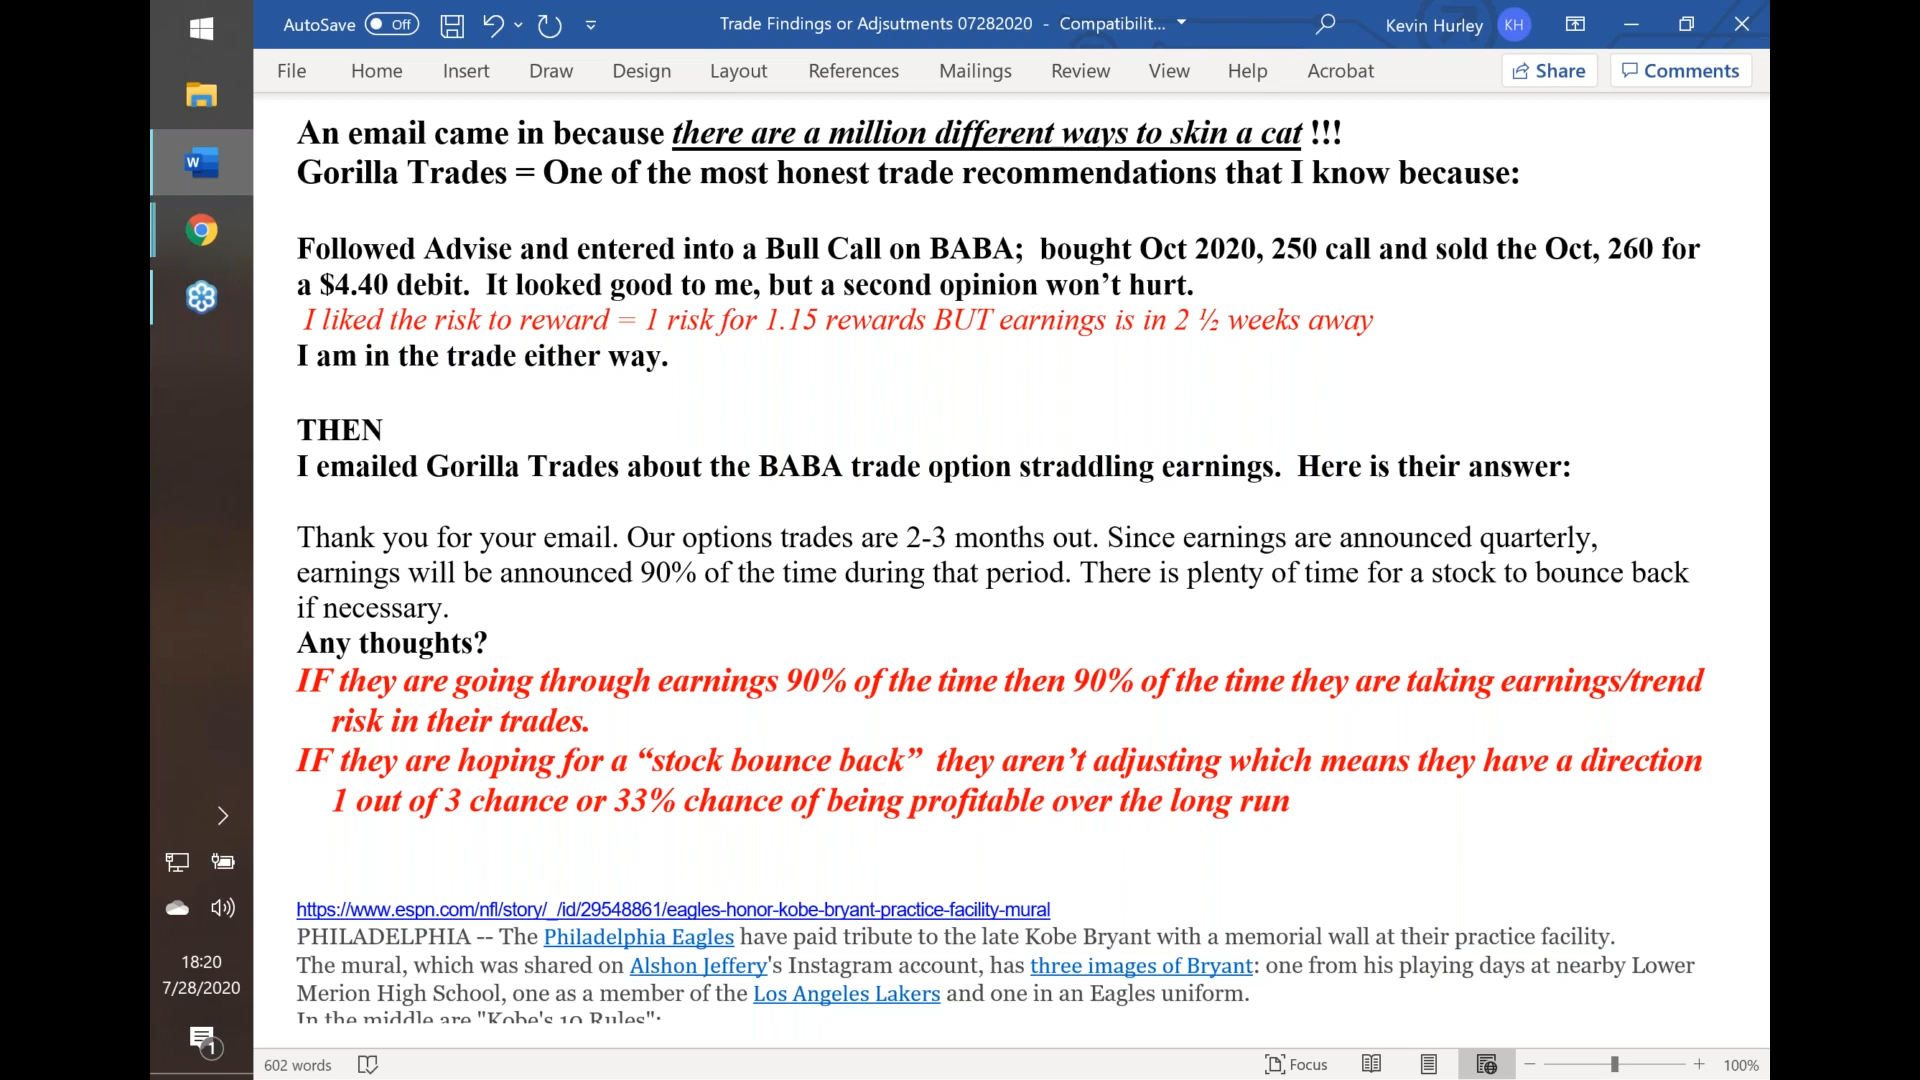 AutoSave Off Trade Findings or Adjsutments 07282020 - Compatibilit... Kevin Hurley KH
File Home Insert Draw Design Layout References Mailings Review View Help Acrobat Share Comments
An email came in because there are a million different ways to skin a cat !!!
Gorilla Trades = One of the most honest trade recommendations that I know because:
Followed Advise and entered into a Bull Call on BABA; bought Oct 2020, 250 call and sold the Oct, 260 for
a $4.40 debit. It looked good to me, but a second opinion won’t hurt.
I liked the risk to reward = 1 risk for 1.15 rewards BUT earnings is in 2 ½ weeks away
I am in the trade either way.
THEN
I emailed Gorilla Trades about the BABA trade option straddling earnings. Here is their answer:
Thank you for your email. Our options trades are 2-3 months out. Since earnings are announced quarterly,
earnings will be announced 90% of the time during that period. There is plenty of time for a stock to bounce back
if necessary.
Any thoughts?
IF they are going through earnings 90% of the time then 90% of the time they are taking earnings/trend
risk in their trades.
IF they are hoping for a “stock bounce back” they aren’t adjusting which means they have a direction
1 out of 3 chance or 33% chance of being profitable over the long run
https://www.espn.com/nfl/story/_/id/29548861/eagles-honor-kobe-bryant-practice-facility-mural
PHILADELPHIA -- The Philadelphia Eagles have paid tribute to the late Kobe Bryant with a memorial wall at their practice facility.
The mural, which was shared on Alshon Jeffery's Instagram account, has three images of Bryant: one from his playing days at nearby Lower
Merion High School, one as a member of the Los Angeles Lakers and one in an Eagles uniform.
In the middle are "Kobe's 10 Rules":
W
18:20
7/28/2020
1
602 words Focus 100%